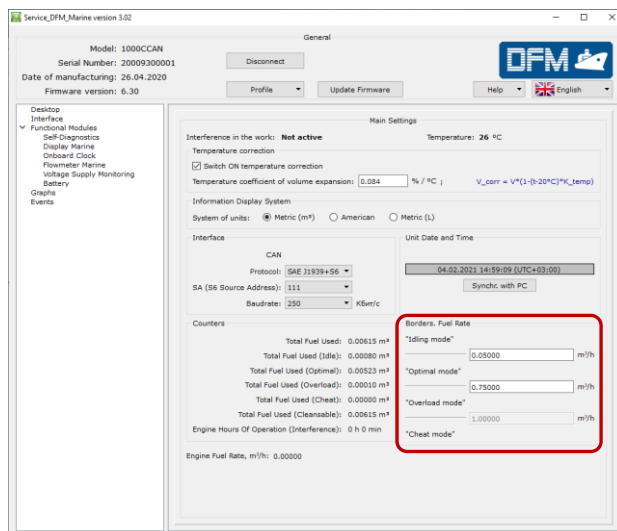 Service_DFM_Marine version 3.02
General
Model: 1000CCAN
Serial Number: 20009300001
Date of manufacturing: 26.04.2020
Firmware version: 6.30
Disconnect
Profile
Update Firmware
DFM
Help
English
Desktop
Interface
Functional Modules
Self-Diagnostics
Display Marine
Onboard Clock
Flowmeter Marine
Voltage Supply Monitoring
Battery
Graphs
Events
Main Settings
Interference in the work: Not active Temperature: 26 ºC
Temperature correction
Switch ON temperature correction
Temperature coefficient of volume expansion: 0.084 % / ºC ; V_corr = V*(1-(t-20ºC)*K_temp)
Information Display System
System of units: Metric (m³) American Metric (L)
Interface
CAN
Protocol: SAE J1939+S6
SA (S6 Source Address): 111
Baudrate: 250 Кбит/с
Unit Date and Time
04.02.2021 14:59:09 (UTC+03:00)
Synchr. with PC
Counters
Total Fuel Used: 0.00615 m³
Total Fuel Used (Idle): 0.00080 m³
Total Fuel Used (Optimal): 0.00523 m³
Total Fuel Used (Overload): 0.00010 m³
Total Fuel Used (Cheat): 0.00000 m³
Total Fuel Used (Cleansable): 0.00615 m³
Engine Hours Of Operation (Interference): 0 h 0 min
Borders. Fuel Rate
"Idling mode"
0.05000 m³/h
"Optimal mode"
0.75000 m³/h
"Overload mode"
1.00000 m³/h
"Cheat mode"
Engine Fuel Rate, m³/h: 0.00000